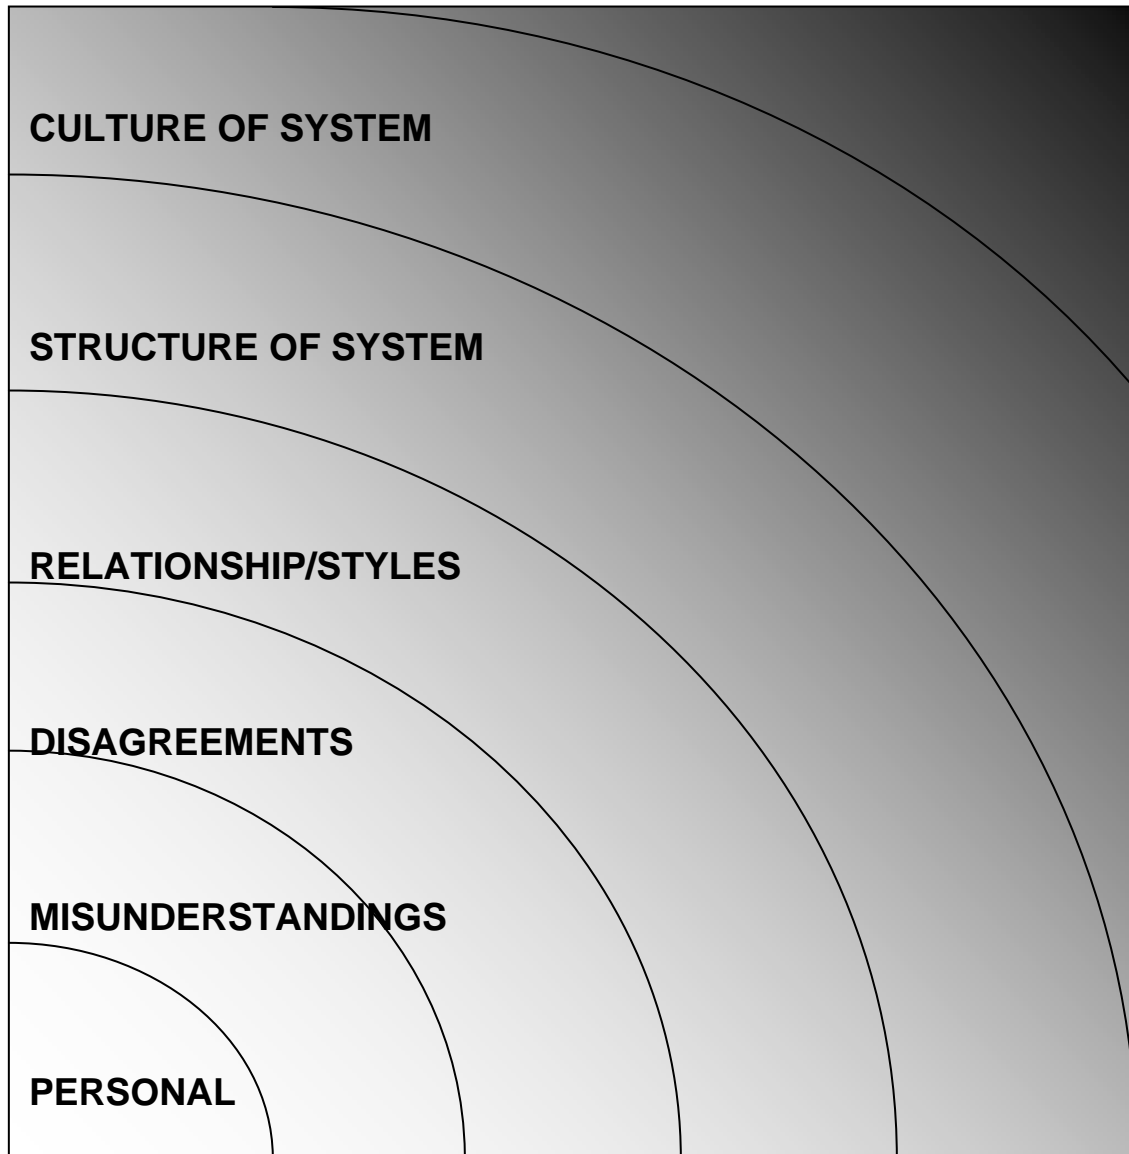 CULTURE OF SYSTEM
STRUCTURE OF SYSTEM
RELATIONSHIP/STYLES
DISAGREEMENTS
MISUNDERSTANDINGS
PERSONAL